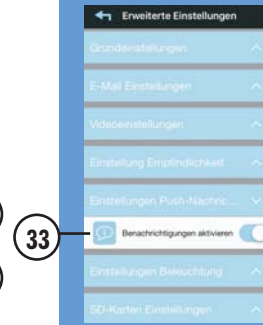 Erweiterte Einstellungen
Grundeinstellungen
E-Mail Einstellungen
Videoeinstellungen
Einstellung Empfindlichkeit
Einstellungen Push-Nachric...
33
Benachrichtigungen aktivieren
Einstellungen Beleuchtung
SD-Karten Einstellungen